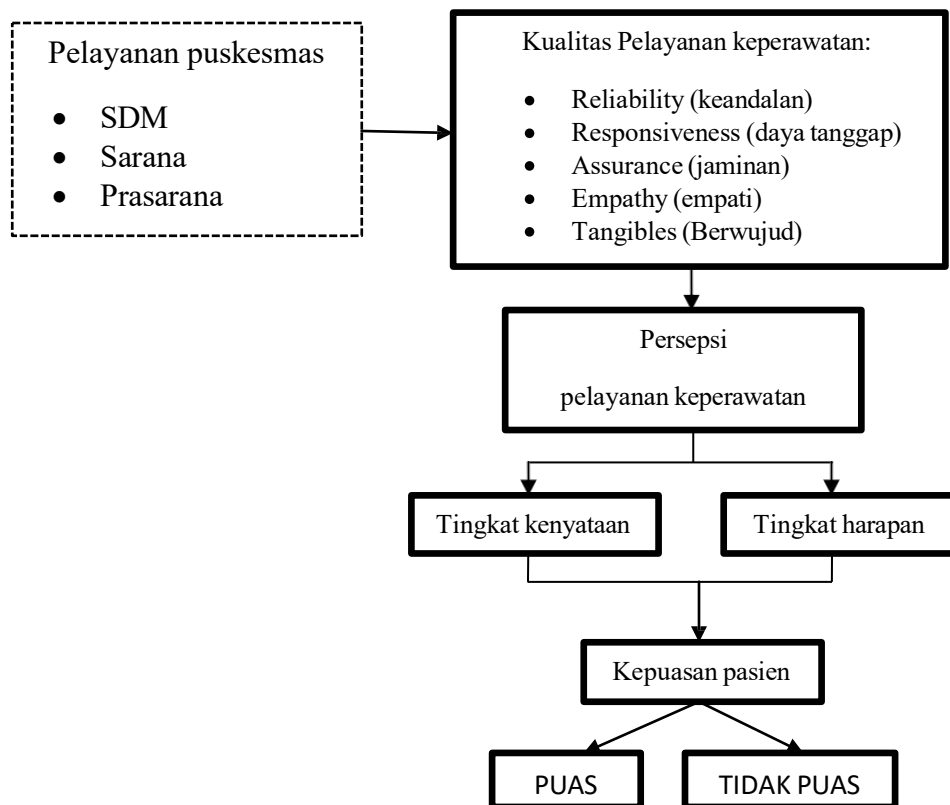 Pelayanan puskesmas
• SDM
• Sarana
• Prasarana
Kualitas Pelayanan keperawatan:
• Reliability (keandalan)
• Responsiveness (daya tanggap)
• Assurance (jaminan)
• Empathy (empati)
• Tangibles (Berwujud)
Persepsi
pelayanan keperawatan
Tingkat kenyataan
Tingkat harapan
Kepuasan pasien
PUAS
TIDAK PUAS